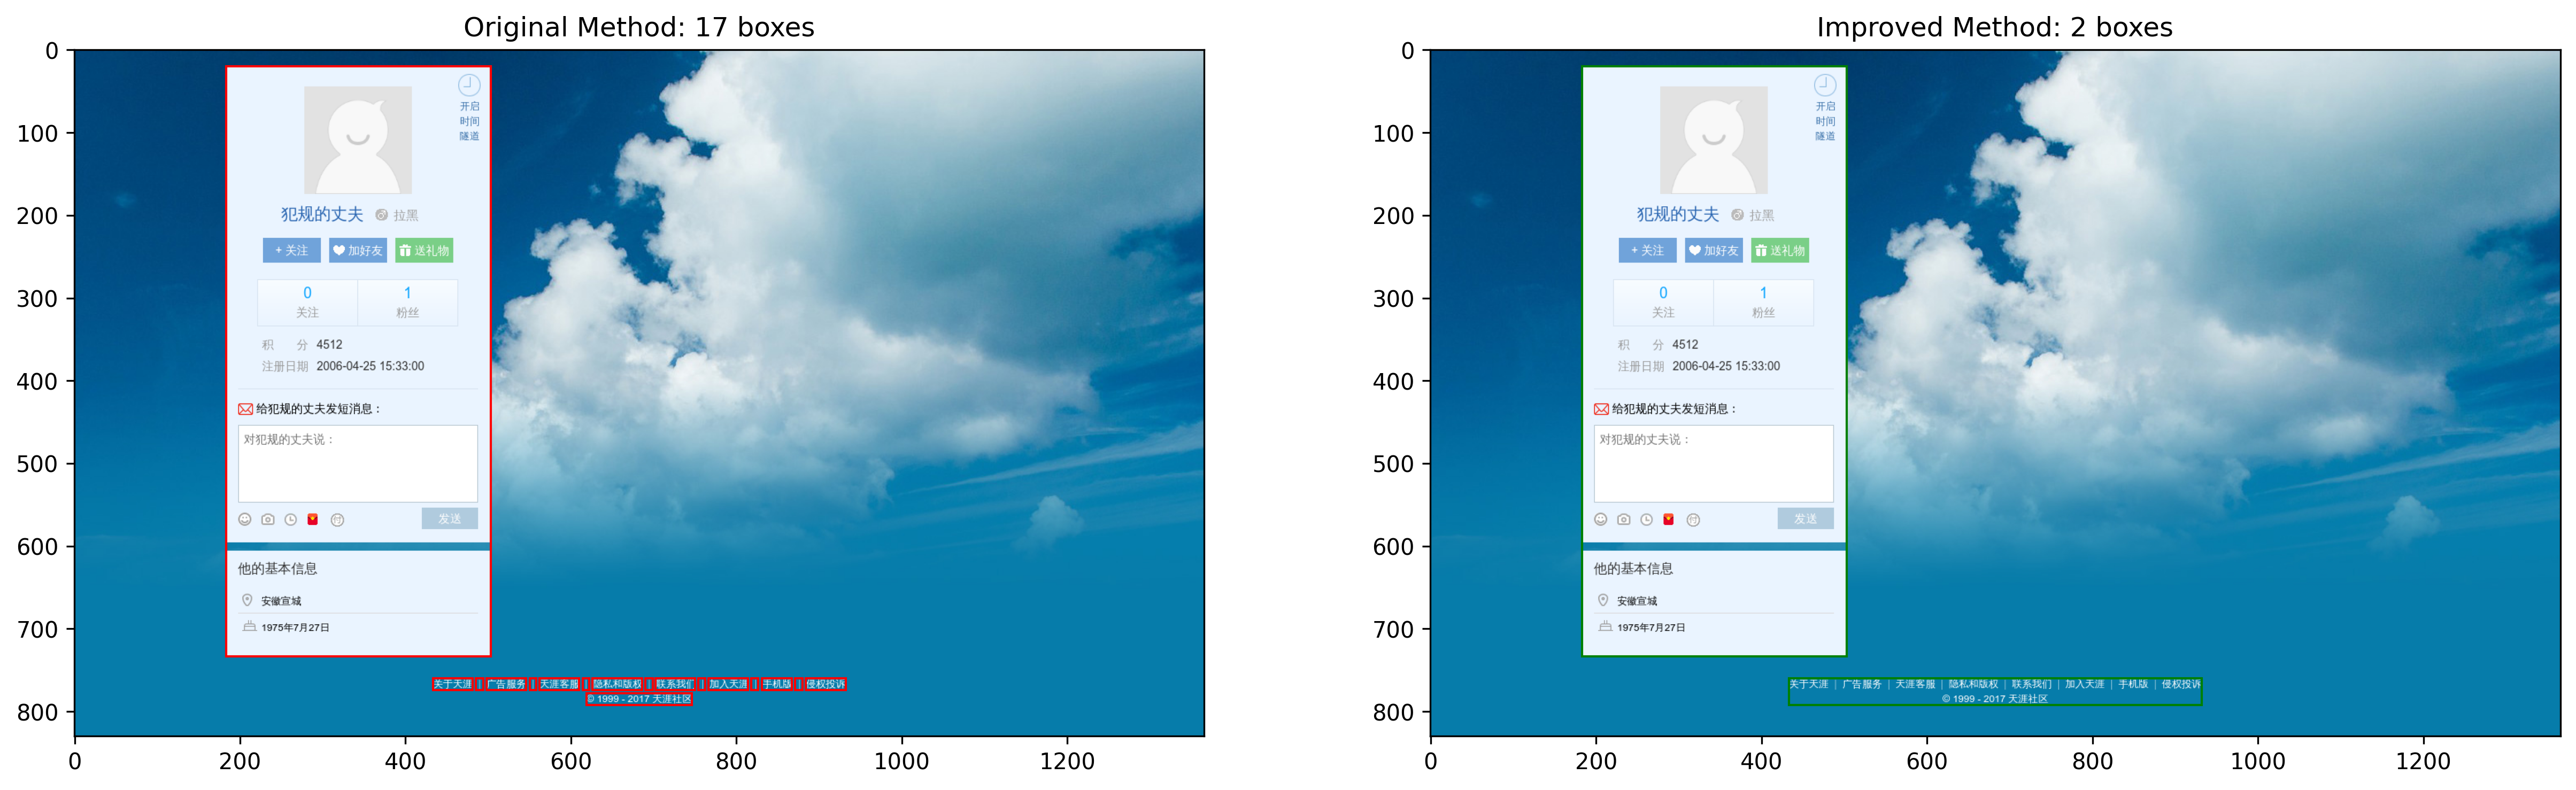 Original Method: 17 boxes
0
100
200
300
400
500
600
700
800
0
200
400
600
800
1000
1200
开启
时间
隧道
犯规的丈夫 拉黑
+ 关注 加好友 送礼物
0 1
关注 粉丝
积 分 4512
注册日期 2006-04-25 15:33:00
给犯规的丈夫发短消息：
对犯规的丈夫说：
发送
他的基本信息
安徽宣城
1975年7月27日
关于天涯 | 广告服务 | 天涯客服 | 隐私和版权 | 联系我们 | 加入天涯 | 手机版 | 侵权投诉
© 1999 - 2017 天涯社区
Improved Method: 2 boxes
0
100
200
300
400
500
600
700
800
0
200
400
600
800
1000
1200
开启
时间
隧道
犯规的丈夫 拉黑
+ 关注 加好友 送礼物
0 1
关注 粉丝
积 分 4512
注册日期 2006-04-25 15:33:00
给犯规的丈夫发短消息：
对犯规的丈夫说：
发送
他的基本信息
安徽宣城
1975年7月27日
关于天涯 | 广告服务 | 天涯客服 | 隐私和版权 | 联系我们 | 加入天涯 | 手机版 | 侵权投诉
© 1999 - 2017 天涯社区